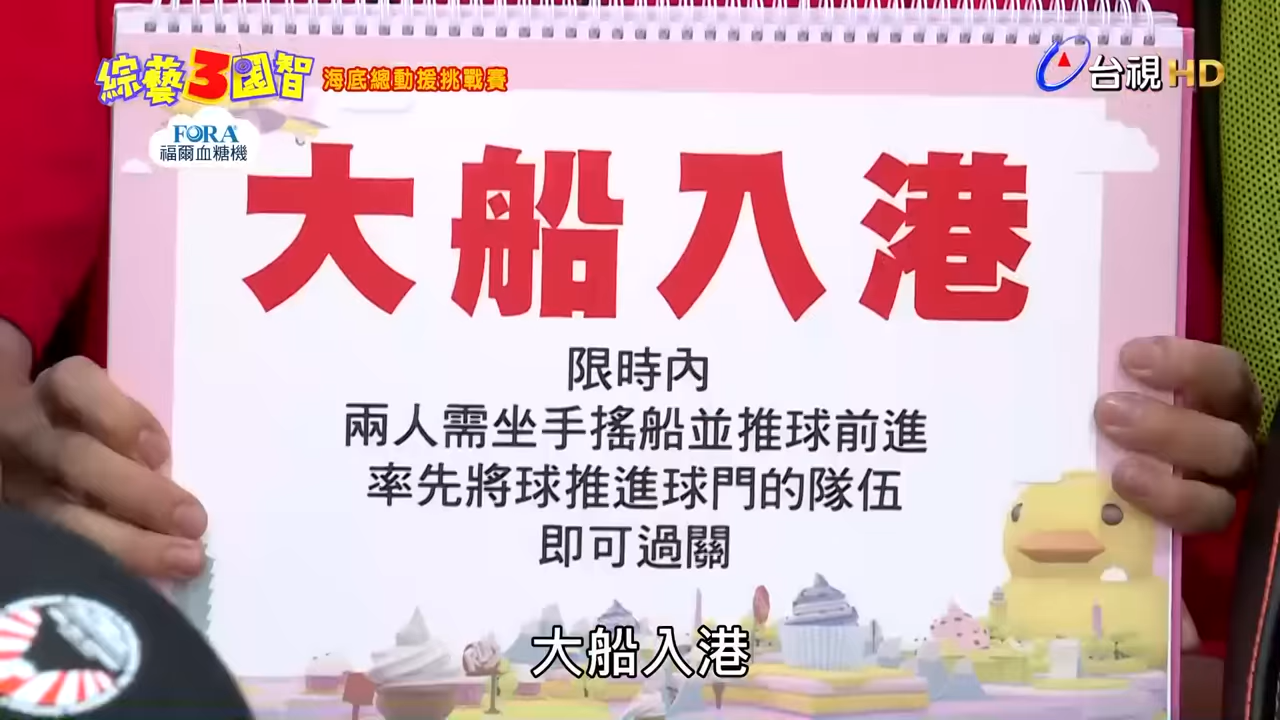 綜藝3國智
海底總動援挑戰賽
台視HD
FORA®
福爾血糖機
大船入港
限時內
兩人需坐手搖船並推球前進
率先將球推進球門的隊伍
即可過關
大船入港